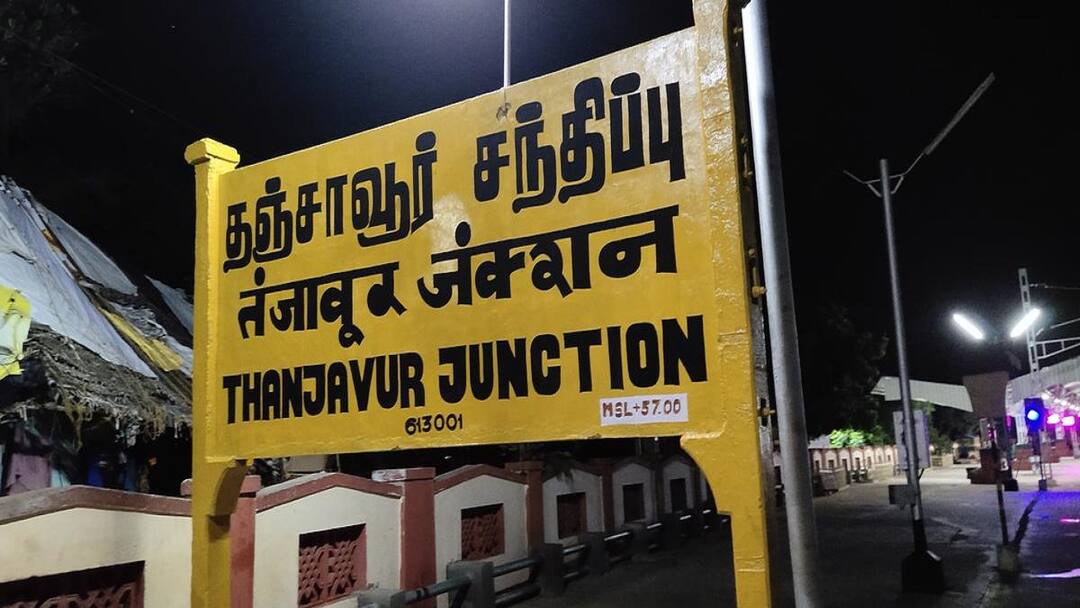 தஞ்சாவூர் சந்திப்பு
तंजावूर जंक्शन
THANJAVUR JUNCTION
613001
MSL+57.00